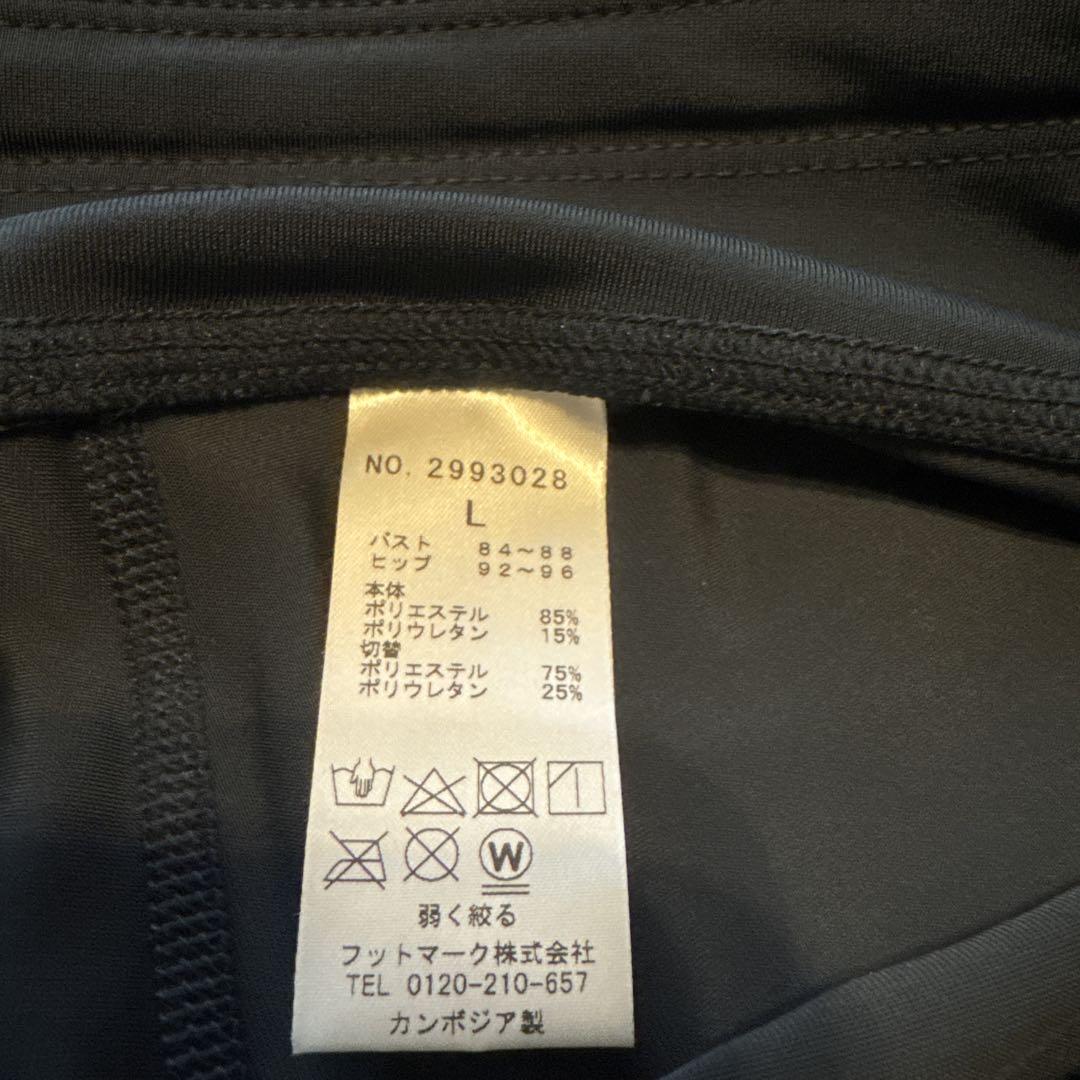 NO. 2993028
L
バスト 84～88
ヒップ 92～96
本体
ポリエステル 85%
ポリウレタン 15%
切替
ポリエステル 75%
ポリウレタン 25%
W
弱く絞る
フットマーク株式会社
TEL 0120-210-657
カンボジア製